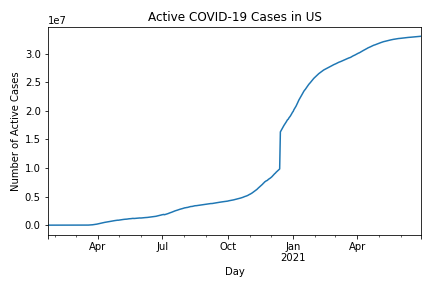 Active COVID-19 Cases in US
1e7
3.0
2.5
2.0
1.5
1.0
0.5
0.0
Number of Active Cases
Apr
Jul
Oct
Jan
2021
Apr
Day